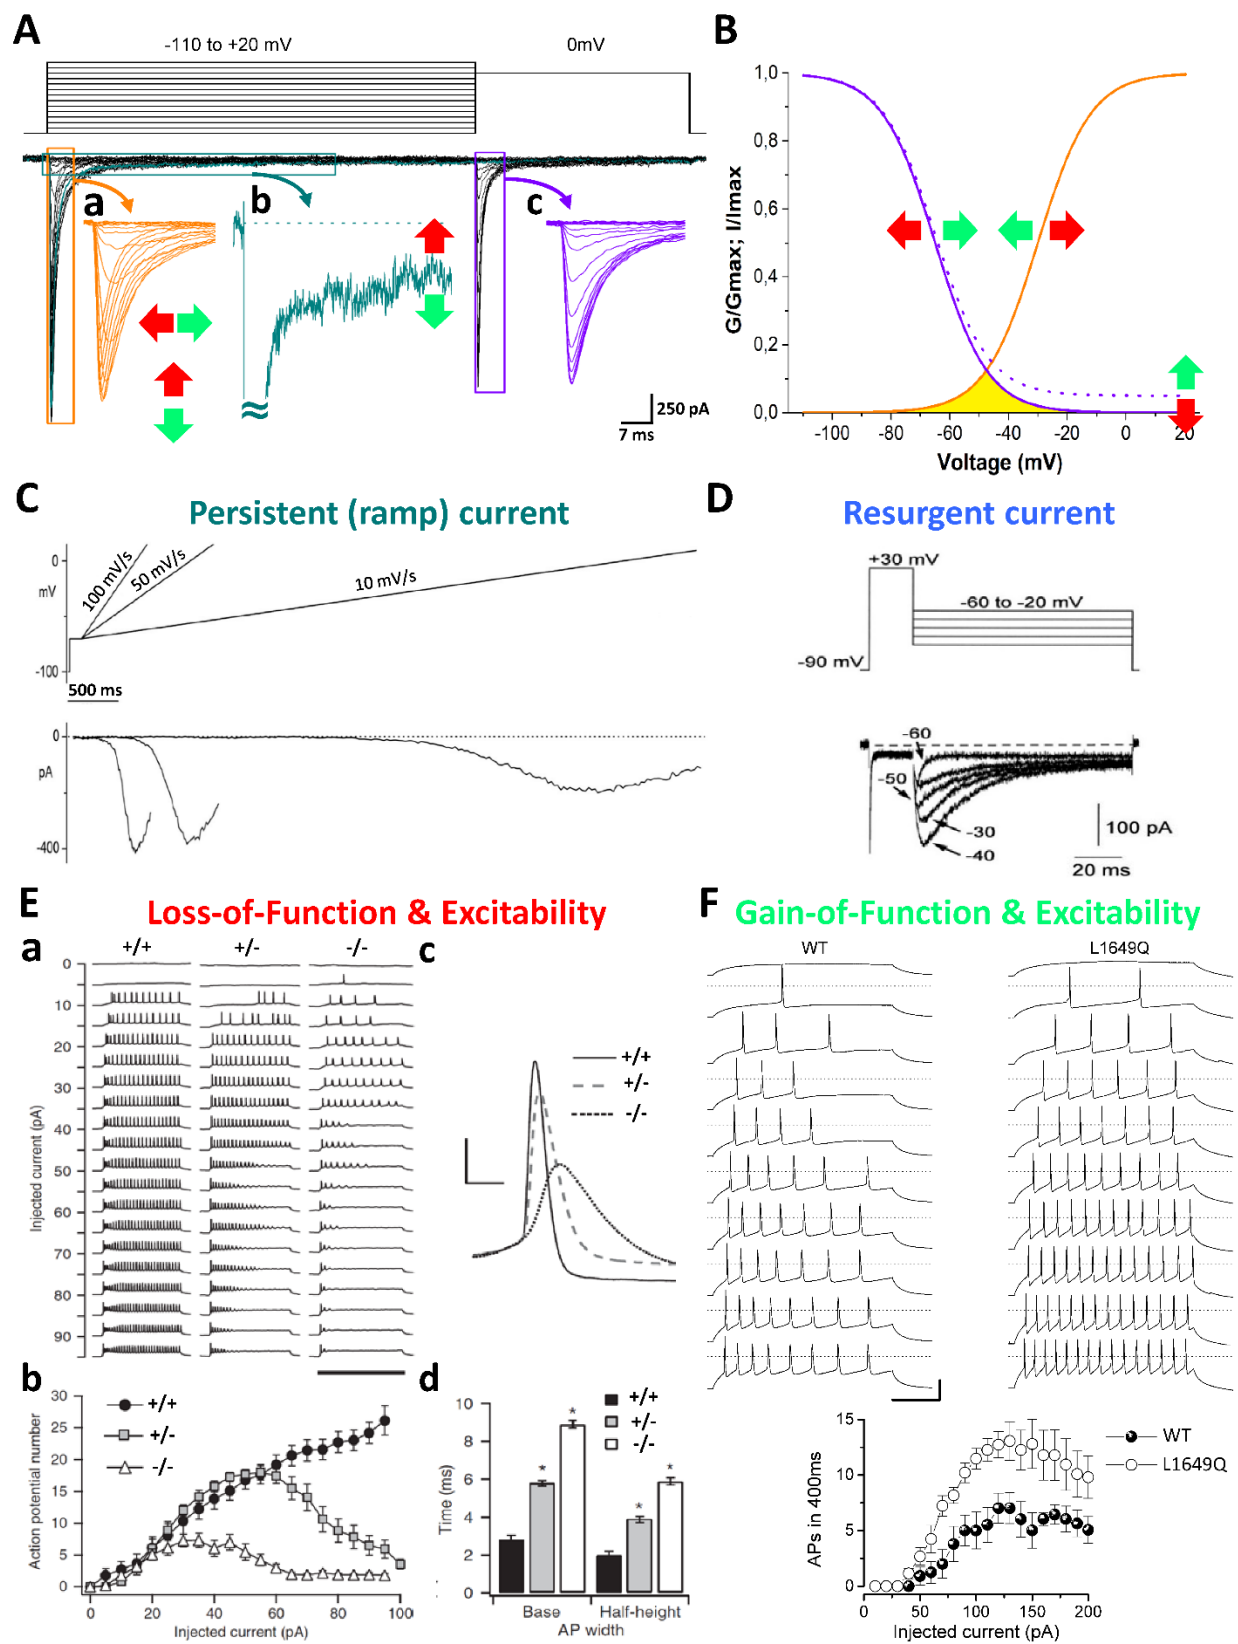 A
-110 to +20 mV
0mV
a
b
c
250 pA
7 ms
B
G/Gmax; I/Imax
1,0
0,8
0,6
0,4
0,2
0,0
-100
-80
-60
-40
-20
0
20
Voltage (mV)
C
Persistent (ramp) current
0
mV
-100
100 mV/s
50 mV/s
10 mV/s
500 ms
0
pA
-400
D
Resurgent current
+30 mV
-60 to -20 mV
-90 mV
-60
-50
-30
-40
100 pA
20 ms
E
Loss-of-Function & Excitability
a
+/+
+/-
-/-
Injected current (pA)
0
10
20
30
40
50
60
70
80
90
c
+/+
+/-
-/-
b
Action potential number
30
25
20
15
10
5
0
+/+
+/-
-/-
0
20
40
60
80
100
Injected current (pA)
d
Time (ms)
10
8
6
4
2
0
*
*
*
*
+/+
+/-
-/-
Base
Half-height
AP width
F
Gain-of-Function & Excitability
WT
L1649Q
APs in 400ms
15
10
5
0
WT
L1649Q
0
50
100
150
200
Injected current (pA)